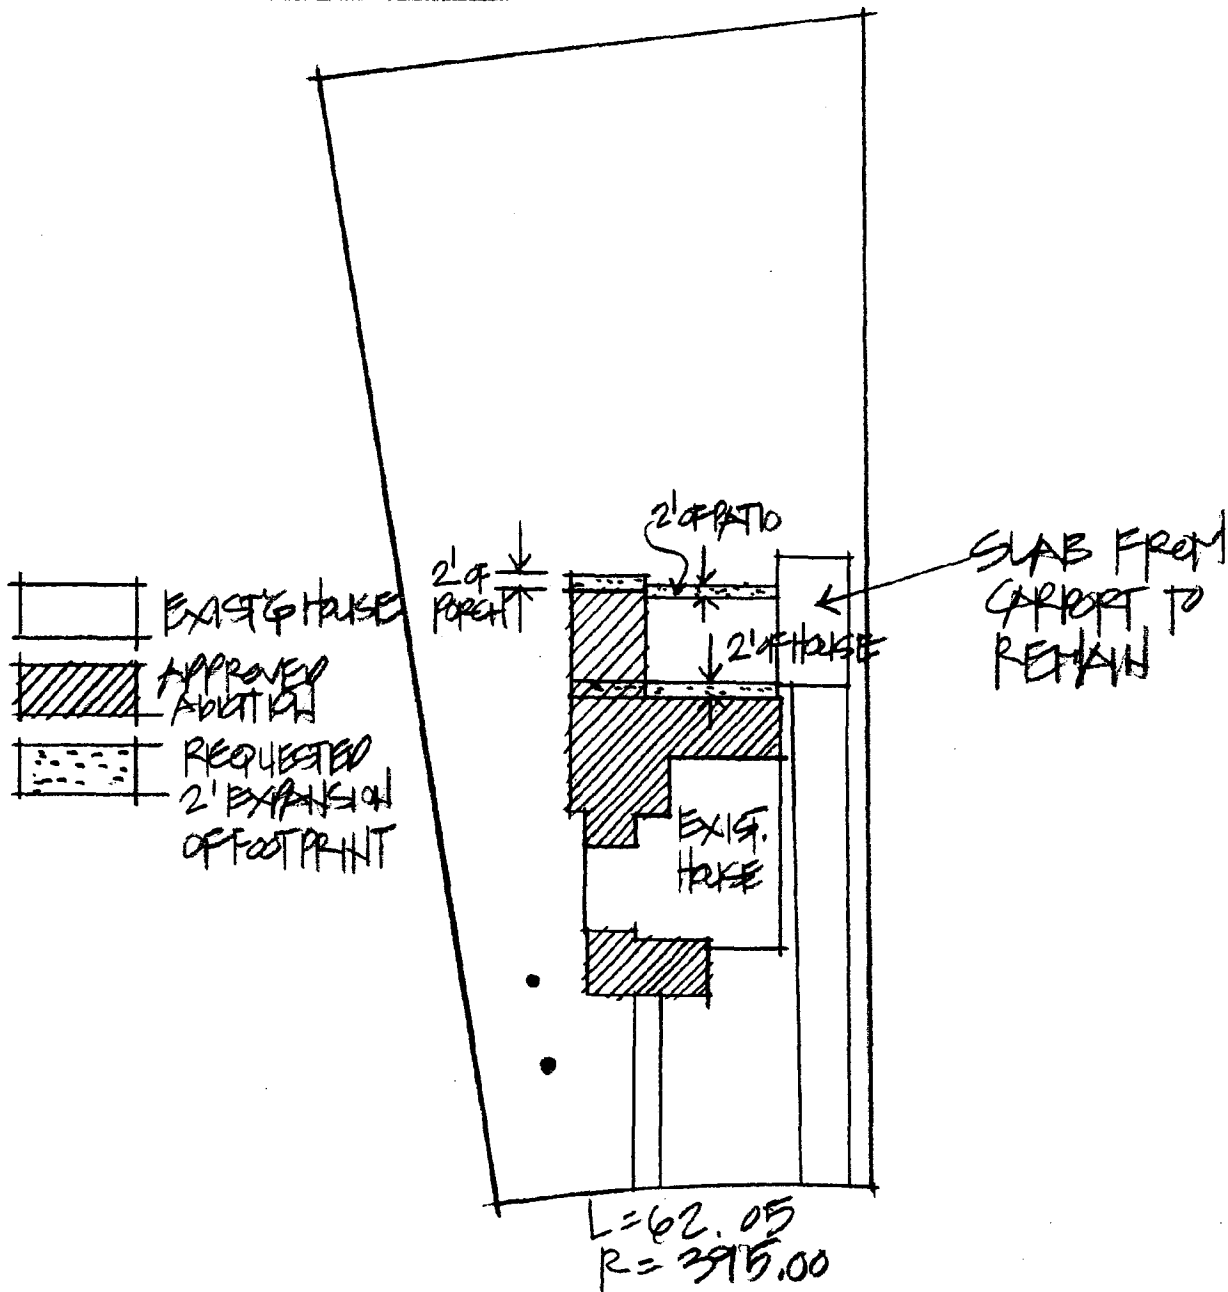 2' OF PATIO
2' OF
PORCH
SLAB FROM
CARPORT TO
REMAIN
EXIST'G HOUSE
2' OF HOUSE
APPROVED
ADDITION
REQUESTED
2' EXPANSION
OF FOOTPRINT
EXIST.
HOUSE
L=62.05
R=395.00